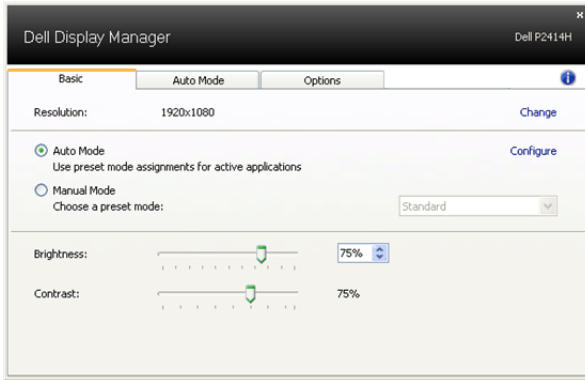 Dell Display Manager
Dell P2414H
Basic
Auto Mode
Options
Resolution:
1920x1080
Change
Auto Mode
Configure
Use preset mode assignments for active applications
Manual Mode
Choose a preset mode:
Standard
Brightness:
75%
Contrast:
75%